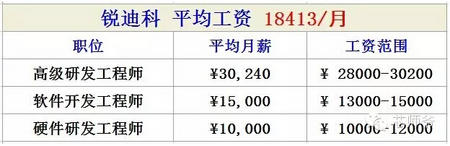 锐迪科 平均工资 18413/月
职位 平均月薪 工资范围
高级研发工程师 ¥30,240 ¥ 28000-30200
软件开发工程师 ¥15,000 ¥ 13000-15000
硬件研发工程师 ¥10,000 ¥ 10000-12000